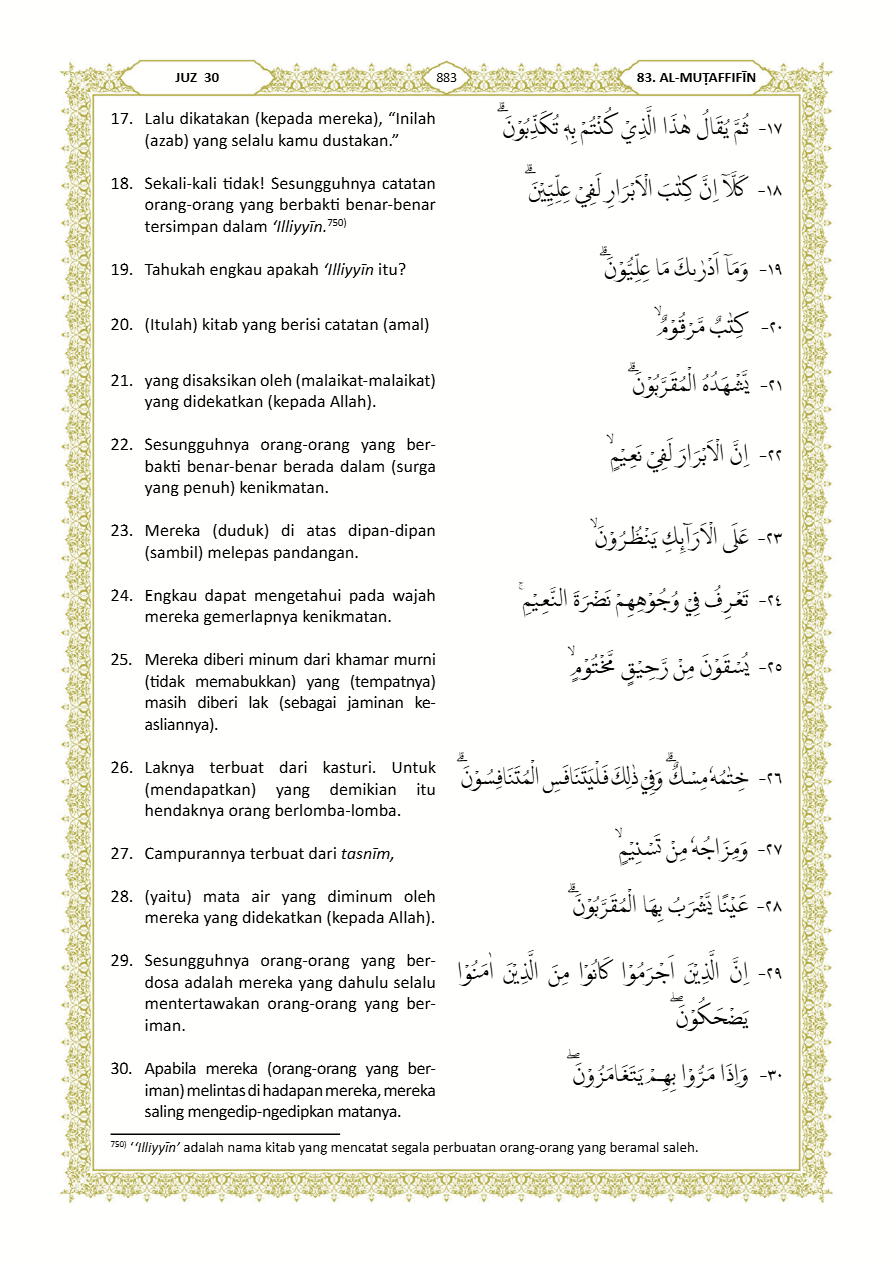 JUZ 30
883
83. AL-MUṬAFFIFĪN
17. Lalu dikatakan (kepada mereka), “Inilah
(azab) yang selalu kamu dustakan.”
ثُمَّ يُقَالُ هٰذَا الَّذِيْ كُنْتُمْ بِهٖ تُكَذِّبُوْنَۗ -١٧
18. Sekali-kali tidak! Sesungguhnya catatan
orang-orang yang berbakti benar-benar
tersimpan dalam ‘Illiyyīn.750)
كَلَّآ اِنَّ كِتٰبَ الْاَبْرَارِ لَفِيْ عِلِّيِّيْنَۗ -١٨
19. Tahukah engkau apakah ‘Illiyyīn itu?
وَمَآ اَدْرٰىكَ مَا عِلِّيُّوْنَۗ -١٩
20. (Itulah) kitab yang berisi catatan (amal)
كِتٰبٌ مَّرْقُوْمٌۙ -٢٠
21. yang disaksikan oleh (malaikat-malaikat)
yang didekatkan (kepada Allah).
يَّشْهَدُهُ الْمُقَرَّبُوْنَۗ -٢١
22. Sesungguhnya orang-orang yang ber-
bakti benar-benar berada dalam (surga
yang penuh) kenikmatan.
اِنَّ الْاَبْرَارَ لَفِيْ نَعِيْمٍۙ -٢٢
23. Mereka (duduk) di atas dipan-dipan
(sambil) melepas pandangan.
عَلَى الْاَرَاۤىِٕكِ يَنْظُرُوْنَۙ -٢٣
24. Engkau dapat mengetahui pada wajah
mereka gemerlapnya kenikmatan.
تَعْرِفُ فِيْ وُجُوْهِهِمْ نَضْرَةَ النَّعِيْمِۚ -٢٤
25. Mereka diberi minum dari khamar murni
(tidak memabukkan) yang (tempatnya)
masih diberi lak (sebagai jaminan ke-
asliannya).
يُسْقَوْنَ مِنْ رَّحِيْقٍ مَّخْتُوْمٍۙ -٢٥
26. Laknya terbuat dari kasturi. Untuk
(mendapatkan) yang demikian itu
hendaknya orang berlomba-lomba.
خِتٰمُهٗ مِسْكٌۗ وَفِيْ ذٰلِكَ فَلْيَتَنَافَسِ الْمُتَنَافِسُوْنَۗ -٢٦
27. Campurannya terbuat dari tasnīm,
وَمِزَاجُهٗ مِنْ تَسْنِيْمٍۙ -٢٧
28. (yaitu) mata air yang diminum oleh
mereka yang didekatkan (kepada Allah).
عَيْنًا يَّشْرَبُ بِهَا الْمُقَرَّبُوْنَۗ -٢٨
29. Sesungguhnya orang-orang yang ber-
dosa adalah mereka yang dahulu selalu
mentertawakan orang-orang yang ber-
iman.
اِنَّ الَّذِيْنَ اَجْرَمُوْا كَانُوْا مِنَ الَّذِيْنَ اٰمَنُوْا -٢٩
يَضْحَكُوْنَۖ
30. Apabila mereka (orang-orang yang ber-
iman) melintas di hadapan mereka, mereka
saling mengedip-ngedipkan matanya.
وَاِذَا مَرُّوْا بِهِمْ يَتَغَامَزُوْنَۖ -٣٠
750) ‘‘Illiyyīn’ adalah nama kitab yang mencatat segala perbuatan orang-orang yang beramal saleh.